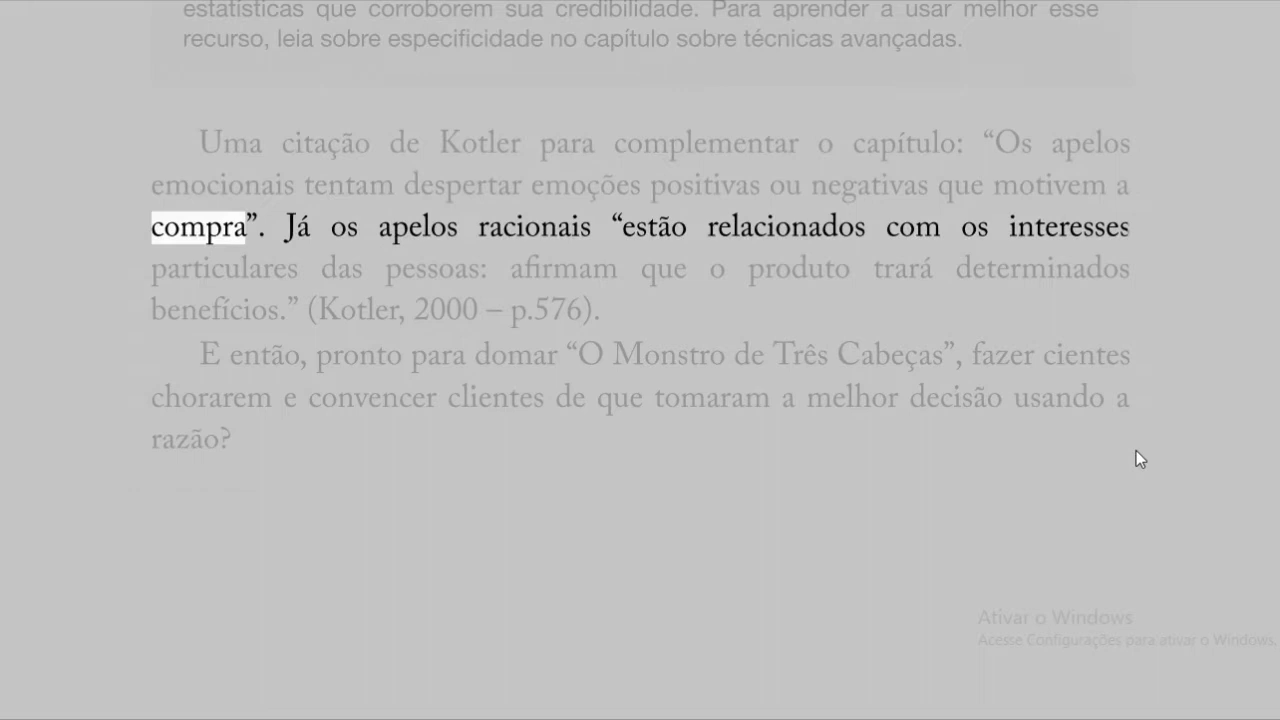 estatísticas que corroborem sua credibilidade. Para aprender a usar melhor esse
recurso, leia sobre especificidade no capítulo sobre técnicas avançadas.
Uma citação de Kotler para complementar o capítulo: “Os apelos
emocionais tentam despertar emoções positivas ou negativas que motivem a
compra”. Já os apelos racionais “estão relacionados com os interesses
particulares das pessoas: afirmam que o produto trará determinados
benefícios.” (Kotler, 2000 – p.576).
E então, pronto para domar “O Monstro de Três Cabeças”, fazer cientes
chorarem e convencer clientes de que tomaram a melhor decisão usando a
razão?
Ativar o Windows
Acesse Configurações para ativar o Windows.